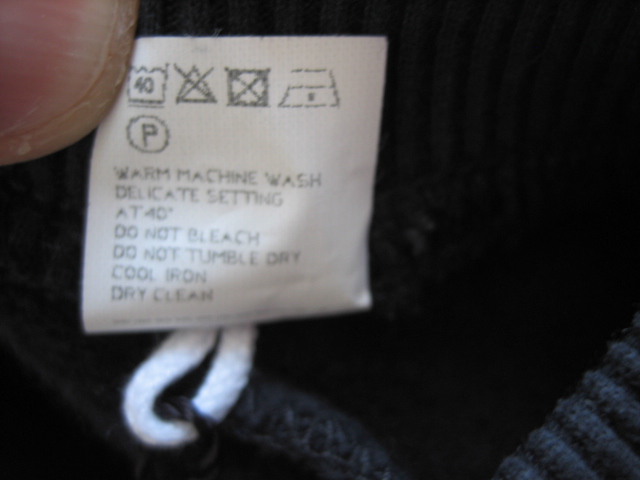 40
P
WARM MACHINE WASH
DELICATE SETTING
AT 40°
DO NOT BLEACH
DO NOT TUMBLE DRY
COOL IRON
DRY CLEAN